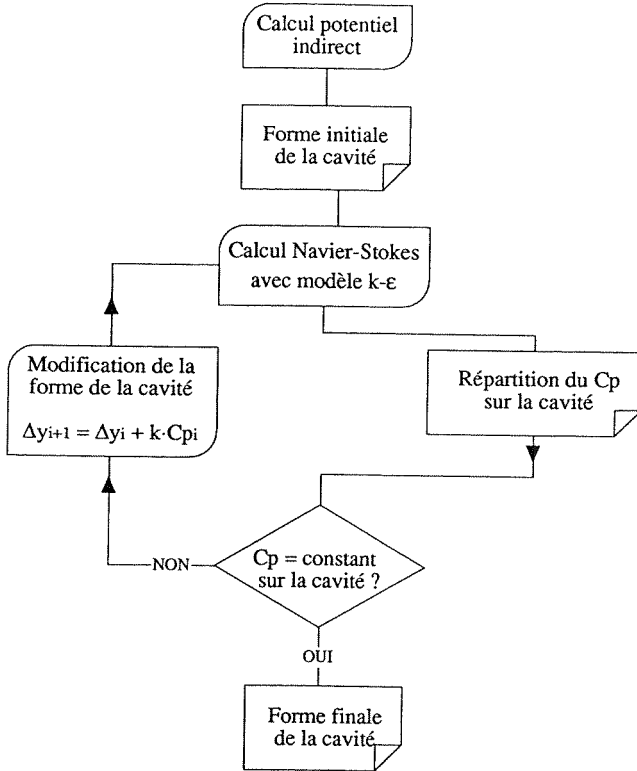 Calcul potentiel
indirect
Forme initiale
de la cavité
Calcul Navier-Stokes
avec modèle k-ε
Modification de la
forme de la cavité
Δyi+1 = Δyi + k·Cpi
Répartition du Cp
sur la cavité
Cp = constant
sur la cavité ?
NON
OUI
Forme finale
de la cavité